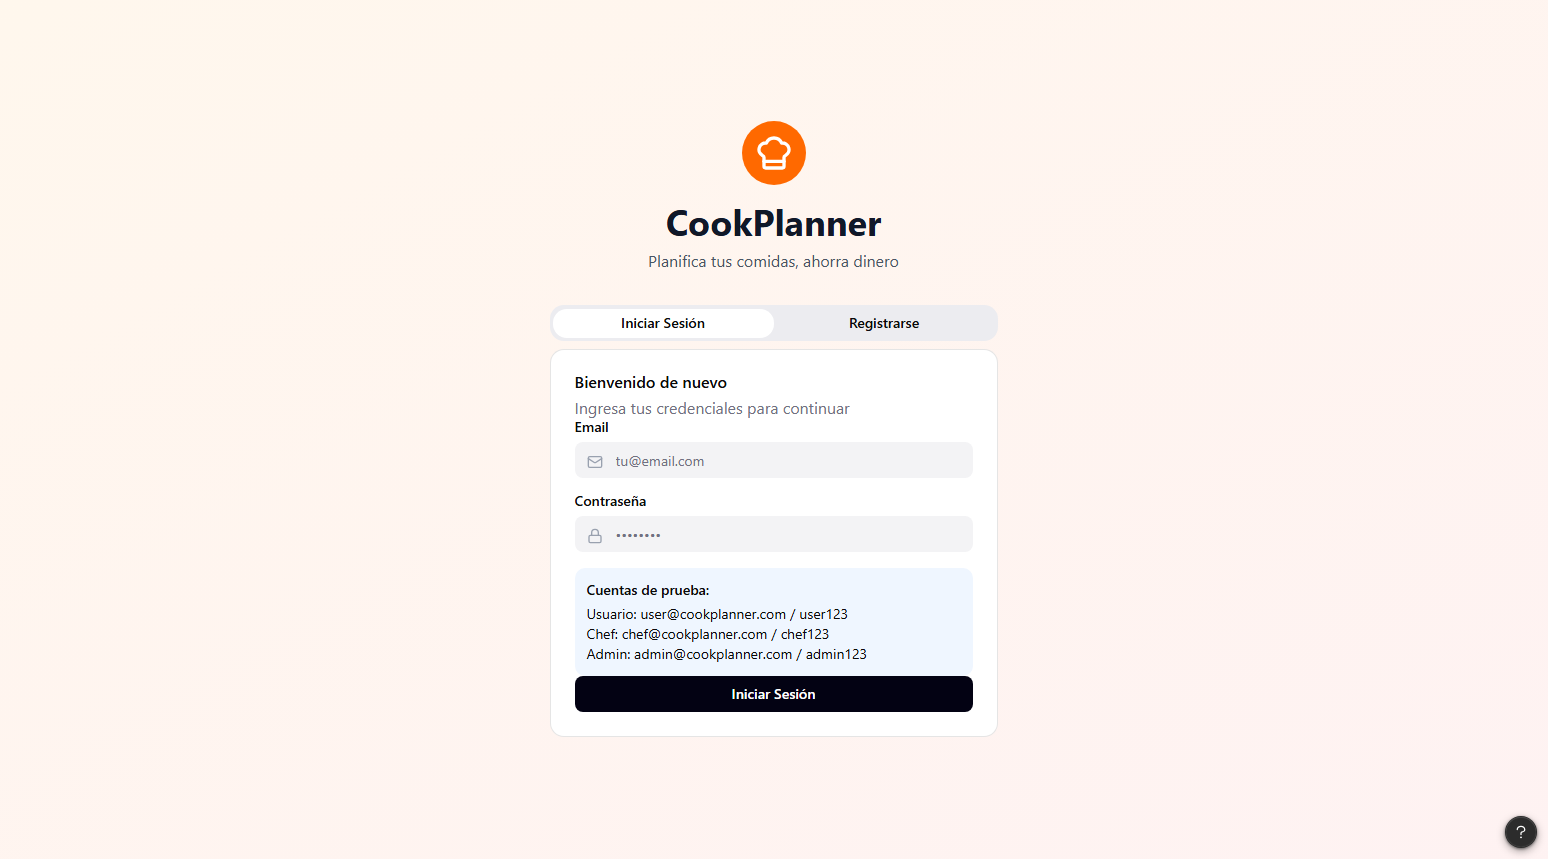 CookPlanner
Planifica tus comidas, ahorra dinero
Iniciar Sesión
Registrarse
Bienvenido de nuevo
Ingresa tus credenciales para continuar
Email
tu@email.com
Contraseña
••••••••
Cuentas de prueba:
Usuario: user@cookplanner.com / user123
Chef: chef@cookplanner.com / chef123
Admin: admin@cookplanner.com / admin123
Iniciar Sesión
?